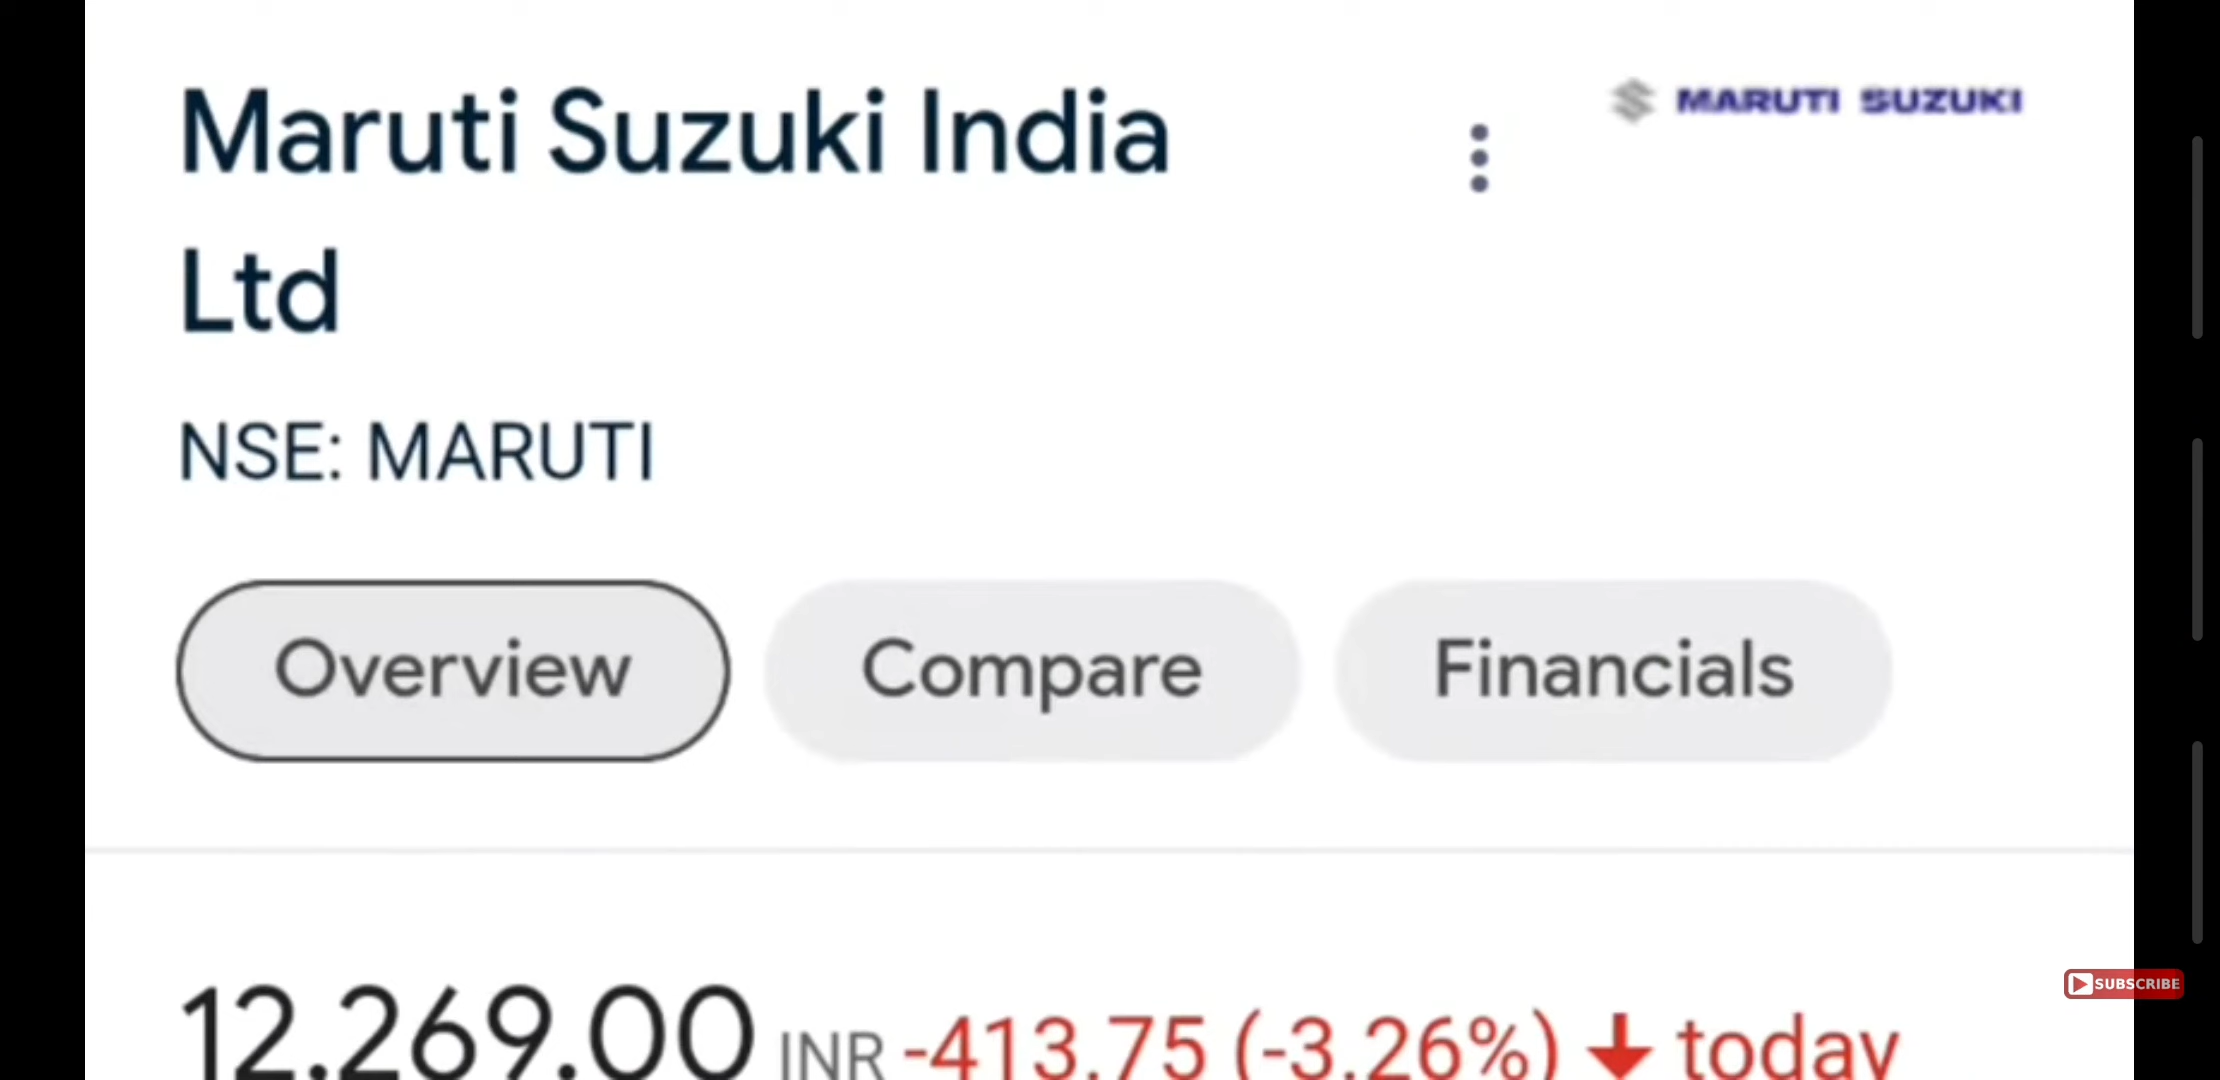 Maruti Suzuki India
Ltd
MARUTI SUZUKI
NSE: MARUTI
Overview
Compare
Financials
12,269.00 INR -413.75 (-3.26%) ↓ today
SUBSCRIBE